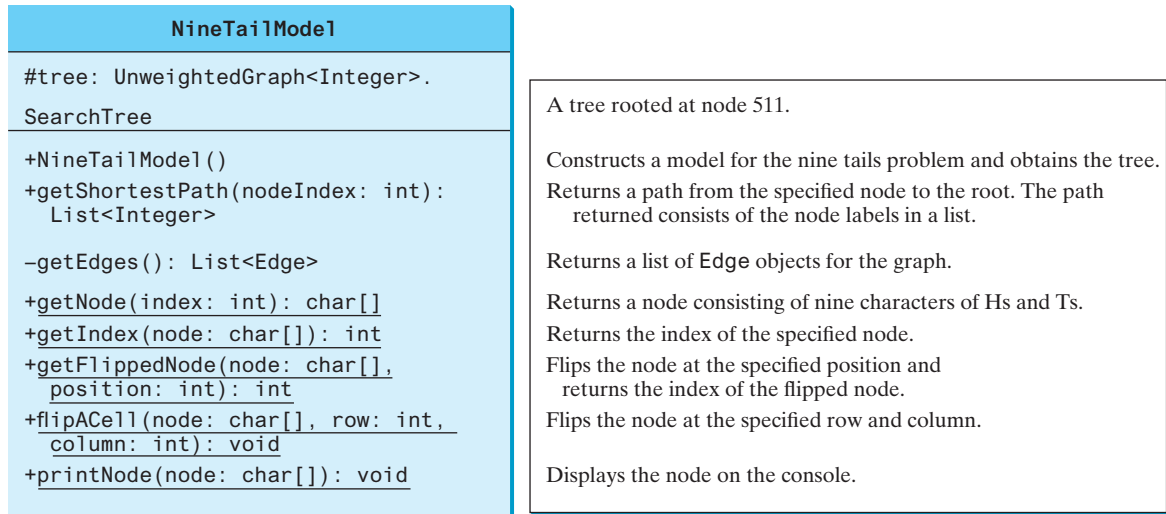 NineTailModel
#tree: UnweightedGraph<Integer>.
SearchTree
+NineTailModel()
+getShortestPath(nodeIndex: int):
List<Integer>
–getEdges(): List<Edge>
+getNode(index: int): char[]
+getIndex(node: char[]): int
+getFlippedNode(node: char[],
position: int): int
+flipACell(node: char[], row: int,
column: int): void
+printNode(node: char[]): void
A tree rooted at node 511.
Constructs a model for the nine tails problem and obtains the tree.
Returns a path from the specified node to the root. The path
returned consists of the node labels in a list.
Returns a list of Edge objects for the graph.
Returns a node consisting of nine characters of Hs and Ts.
Returns the index of the specified node.
Flips the node at the specified position and
returns the index of the flipped node.
Flips the node at the specified row and column.
Displays the node on the console.